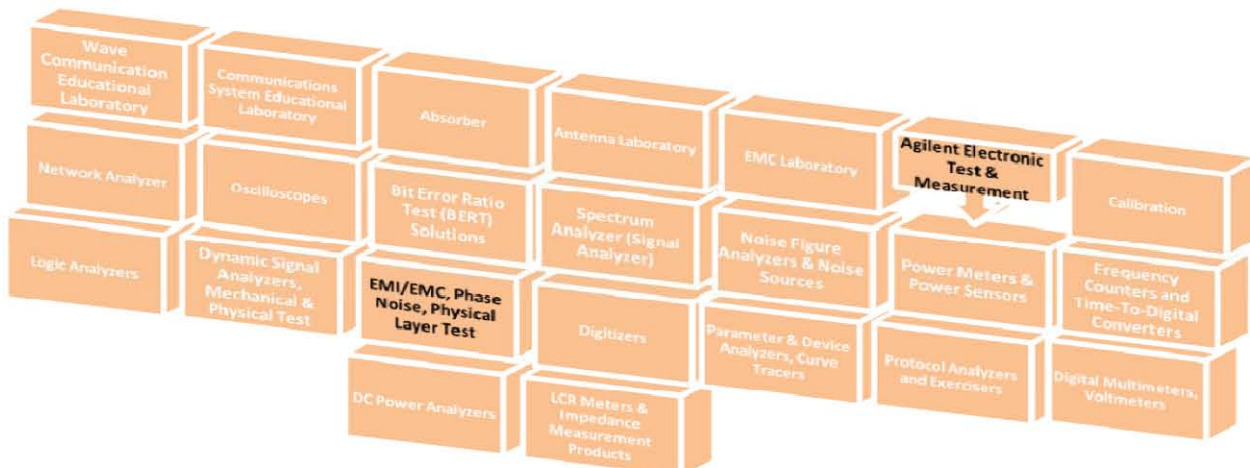 Wave
Communication
Educational
Laboratory
Communications
System Educational
Laboratory
Absorber
Antenna Laboratory
EMC Laboratory
Agilent Electronic
Test &
Measurement
Calibration
Network Analyzer
Oscilloscopes
Bit Error Ratio
Test (BERT)
Solutions
Spectrum
Analyzer (Signal
Analyzer)
Noise Figure
Analyzers & Noise
Sources
Power Meters &
Power Sensors
Frequency
Counters and
Time-To-Digital
Converters
Logic Analyzers
Dynamic Signal
Analyzers,
Mechanical &
Physical Test
EMI/EMC, Phase
Noise, Physical
Layer Test
Digitizers
Parameter & Device
Analyzers, Curve
Tracers
Protocol Analyzers
and Exercisers
Digital Multimeters,
Voltmeters
DC Power Analyzers
LCR Meters &
Impedance
Measurement
Products